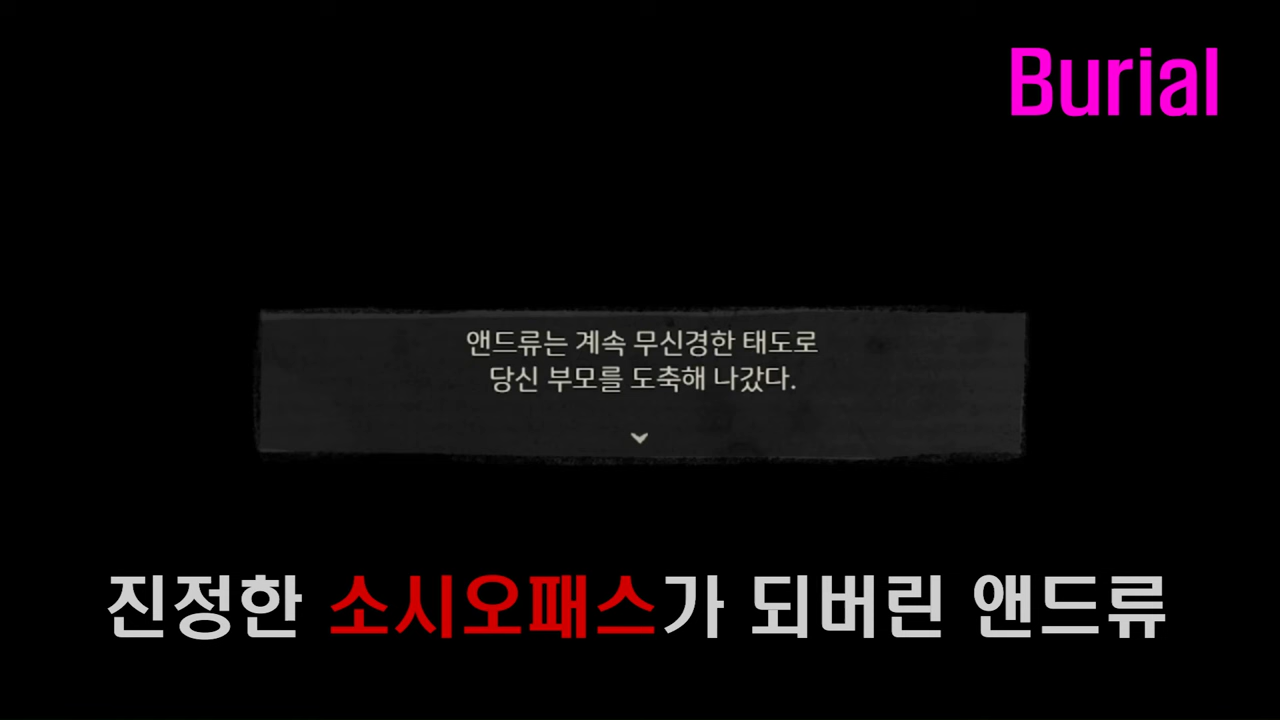 Burial
앤드류는 계속 무신경한 태도로
당신 부모를 도축해 나갔다.
진정한 소시오패스가 되버린 앤드류